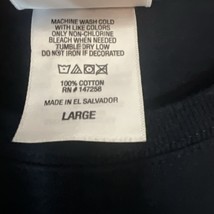 MACHINE WASH COLD
WITH LIKE COLORS
ONLY NON-CHLORINE
BLEACH WHEN NEEDED
TUMBLE DRY LOW
DO NOT IRON IF DECORATED
100% COTTON
RN # 147258
MADE IN EL SALVADOR
LARGE